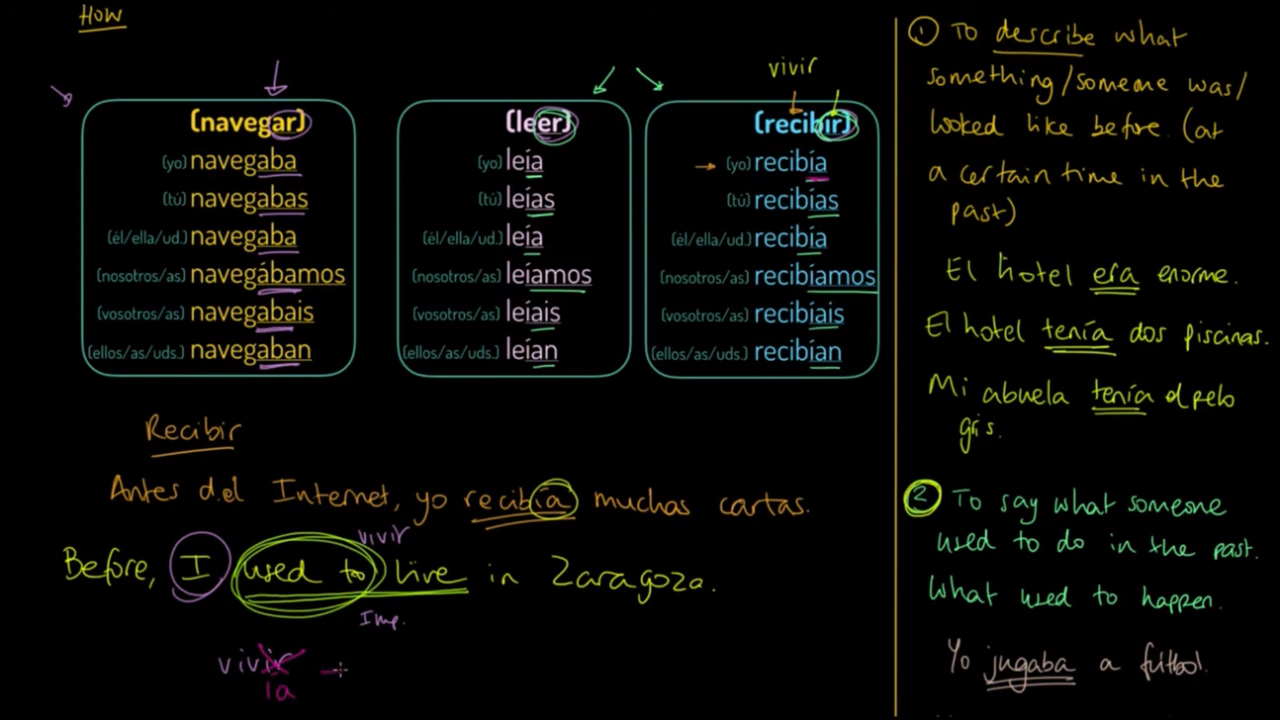 How
vivir
(navegar)
(yo) navegaba
(tú) navegabas
(él/ella/ud.) navegaba
(nosotros/as) navegábamos
(vosotros/as) navegabais
(ellos/as/uds.) navegaban
(leer)
(yo) leía
(tú) leías
(él/ella/ud.) leía
(nosotros/as) leíamos
(vosotros/as) leíais
(ellos/as/uds.) leían
(recibir)
(yo) recibía
(tú) recibías
(él/ella/ud.) recibía
(nosotros/as) recibíamos
(vosotros/as) recibíais
(ellos/as/uds.) recibían
Recibir
Antes del Internet, yo recibía muchas cartas.
vivir
Before, I used to live in Zaragoza.
Imp.
vivir
ía
① To describe what
something/someone was/
looked like before. (at
a certain time in the
past)
El hotel era enorme.
El hotel tenía dos piscinas.
Mi abuela tenía el pelo
gris.
② To say what someone
used to do in the past.
What used to happen.
Yo jugaba a fútbol.